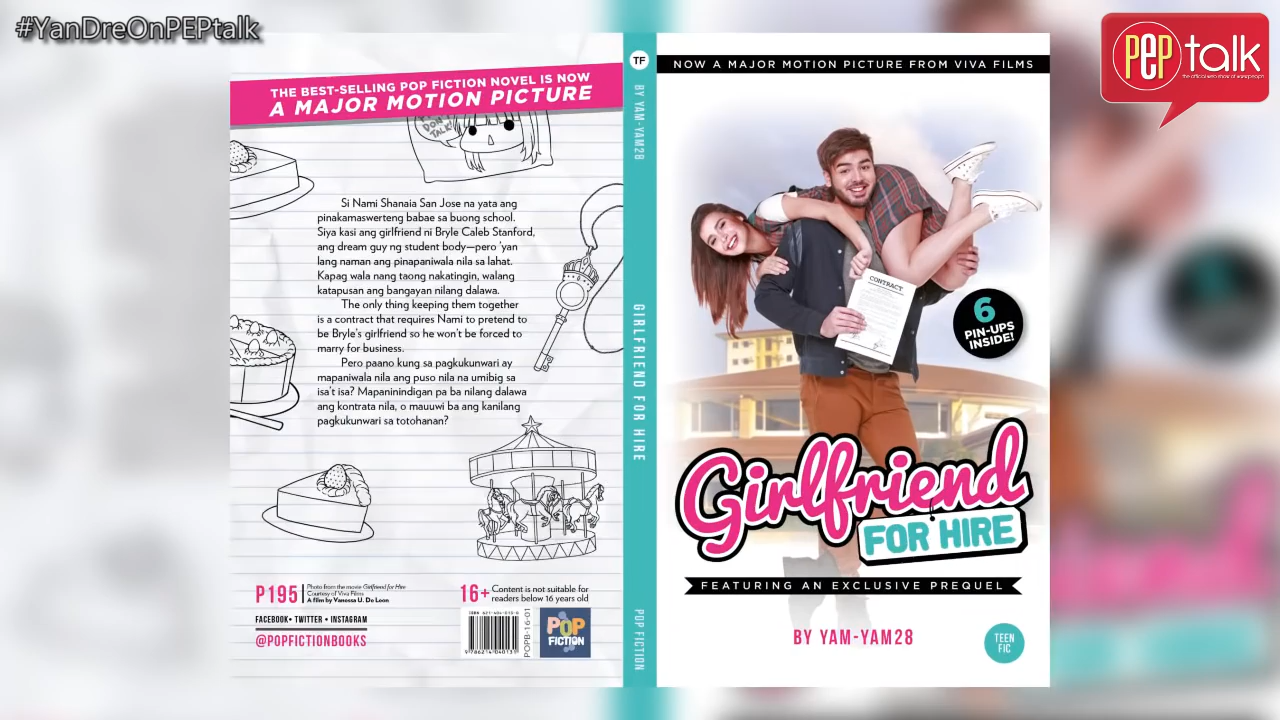 #YanDreOnPEPtalk
PEP talk
THE BEST-SELLING POP FICTION NOVEL IS NOW
A MAJOR MOTION PICTURE
Si Nami Shanaia San Jose na yata ang
pinakamaswerteng babae sa buong school.
Siya kasi ang girlfriend ni Bryle Caleb Stanford,
ang dream guy ng student body—pero 'yan
lang naman ang pinapaniwala nila sa lahat.
Kapag wala nang taong nakatingin, walang
katapusan ang bangayan nilang dalawa.
The only thing keeping them together
is a contract that requires Nami to pretend to
be Bryle's girlfriend so he won't be forced to
marry for business.
Pero paano kung sa pagkukunwari ay
mapaniwala nila ang puso nila na umibig sa
isa't isa? Mapaninindigan pa ba nilang dalawa
ang kontrata nila, o mauuwi ba ang kanilang
pagkukunwari sa totohanan?
P195
Photo from the movie Girlfriend for Hire
Courtesy of Viva Films
A film by Vanessa U. De Leon
FACEBOOK • TWITTER • INSTAGRAM
@POPFICTIONBOOKS
16+ Content is not suitable for
readers below 16 years old
POPB-16-01
POP
FICTION
TF
BY YAM-YAM28
GIRLFRIEND FOR HIRE
POP FICTION
NOW A MAJOR MOTION PICTURE FROM VIVA FILMS
CONTRACT
6
PIN-UPS
INSIDE!
Girlfriend
FOR HIRE
FEATURING AN EXCLUSIVE PREQUEL
BY YAM-YAM28
TEEN
FIC